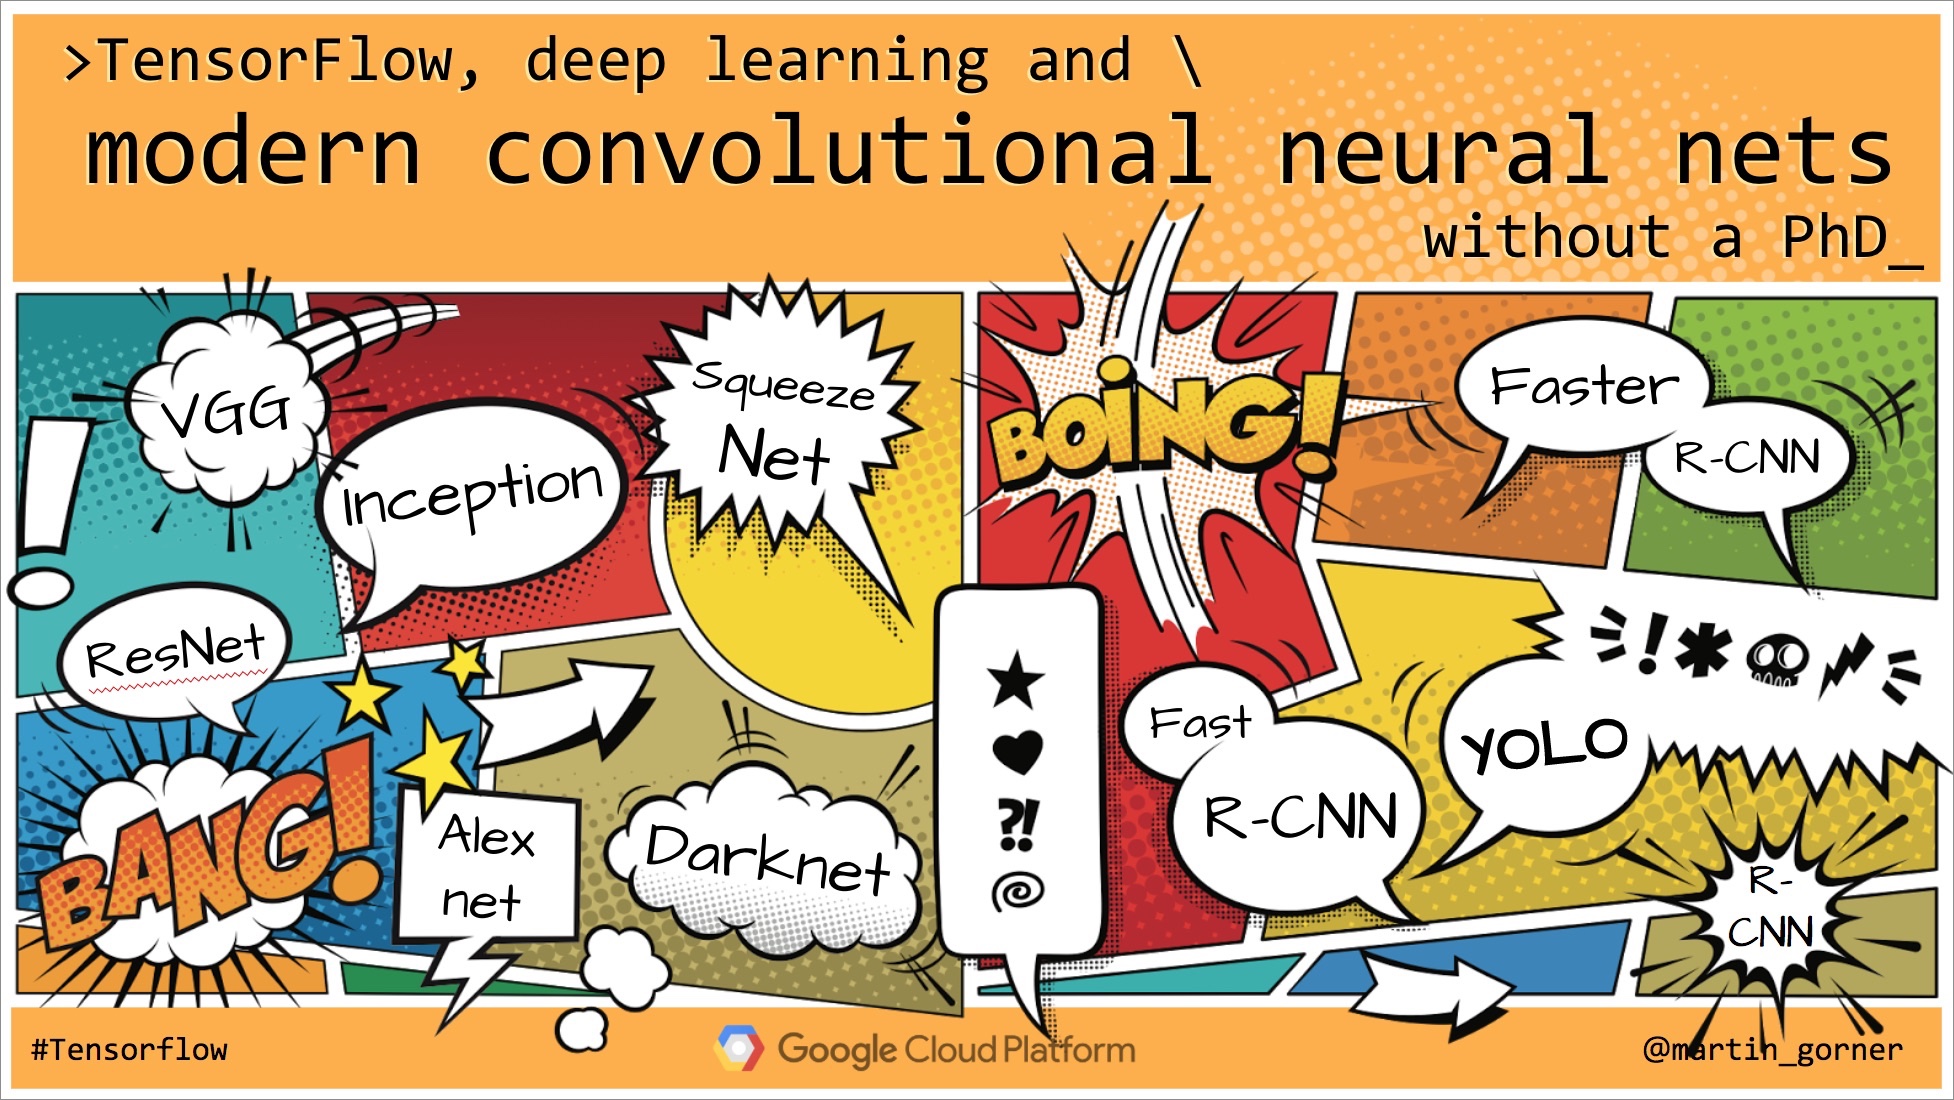 >TensorFlow, deep learning and \
modern convolutional neural nets
without a PhD_
VGG
Inception
Squeeze
Net
BOING!
Faster
R-CNN
!
ResNet
BANG!
Alex
net
Darknet
?!
@
Fast
R-CNN
YOLO
!*
R-
CNN
#Tensorflow
Google Cloud Platform
@martin_gorner